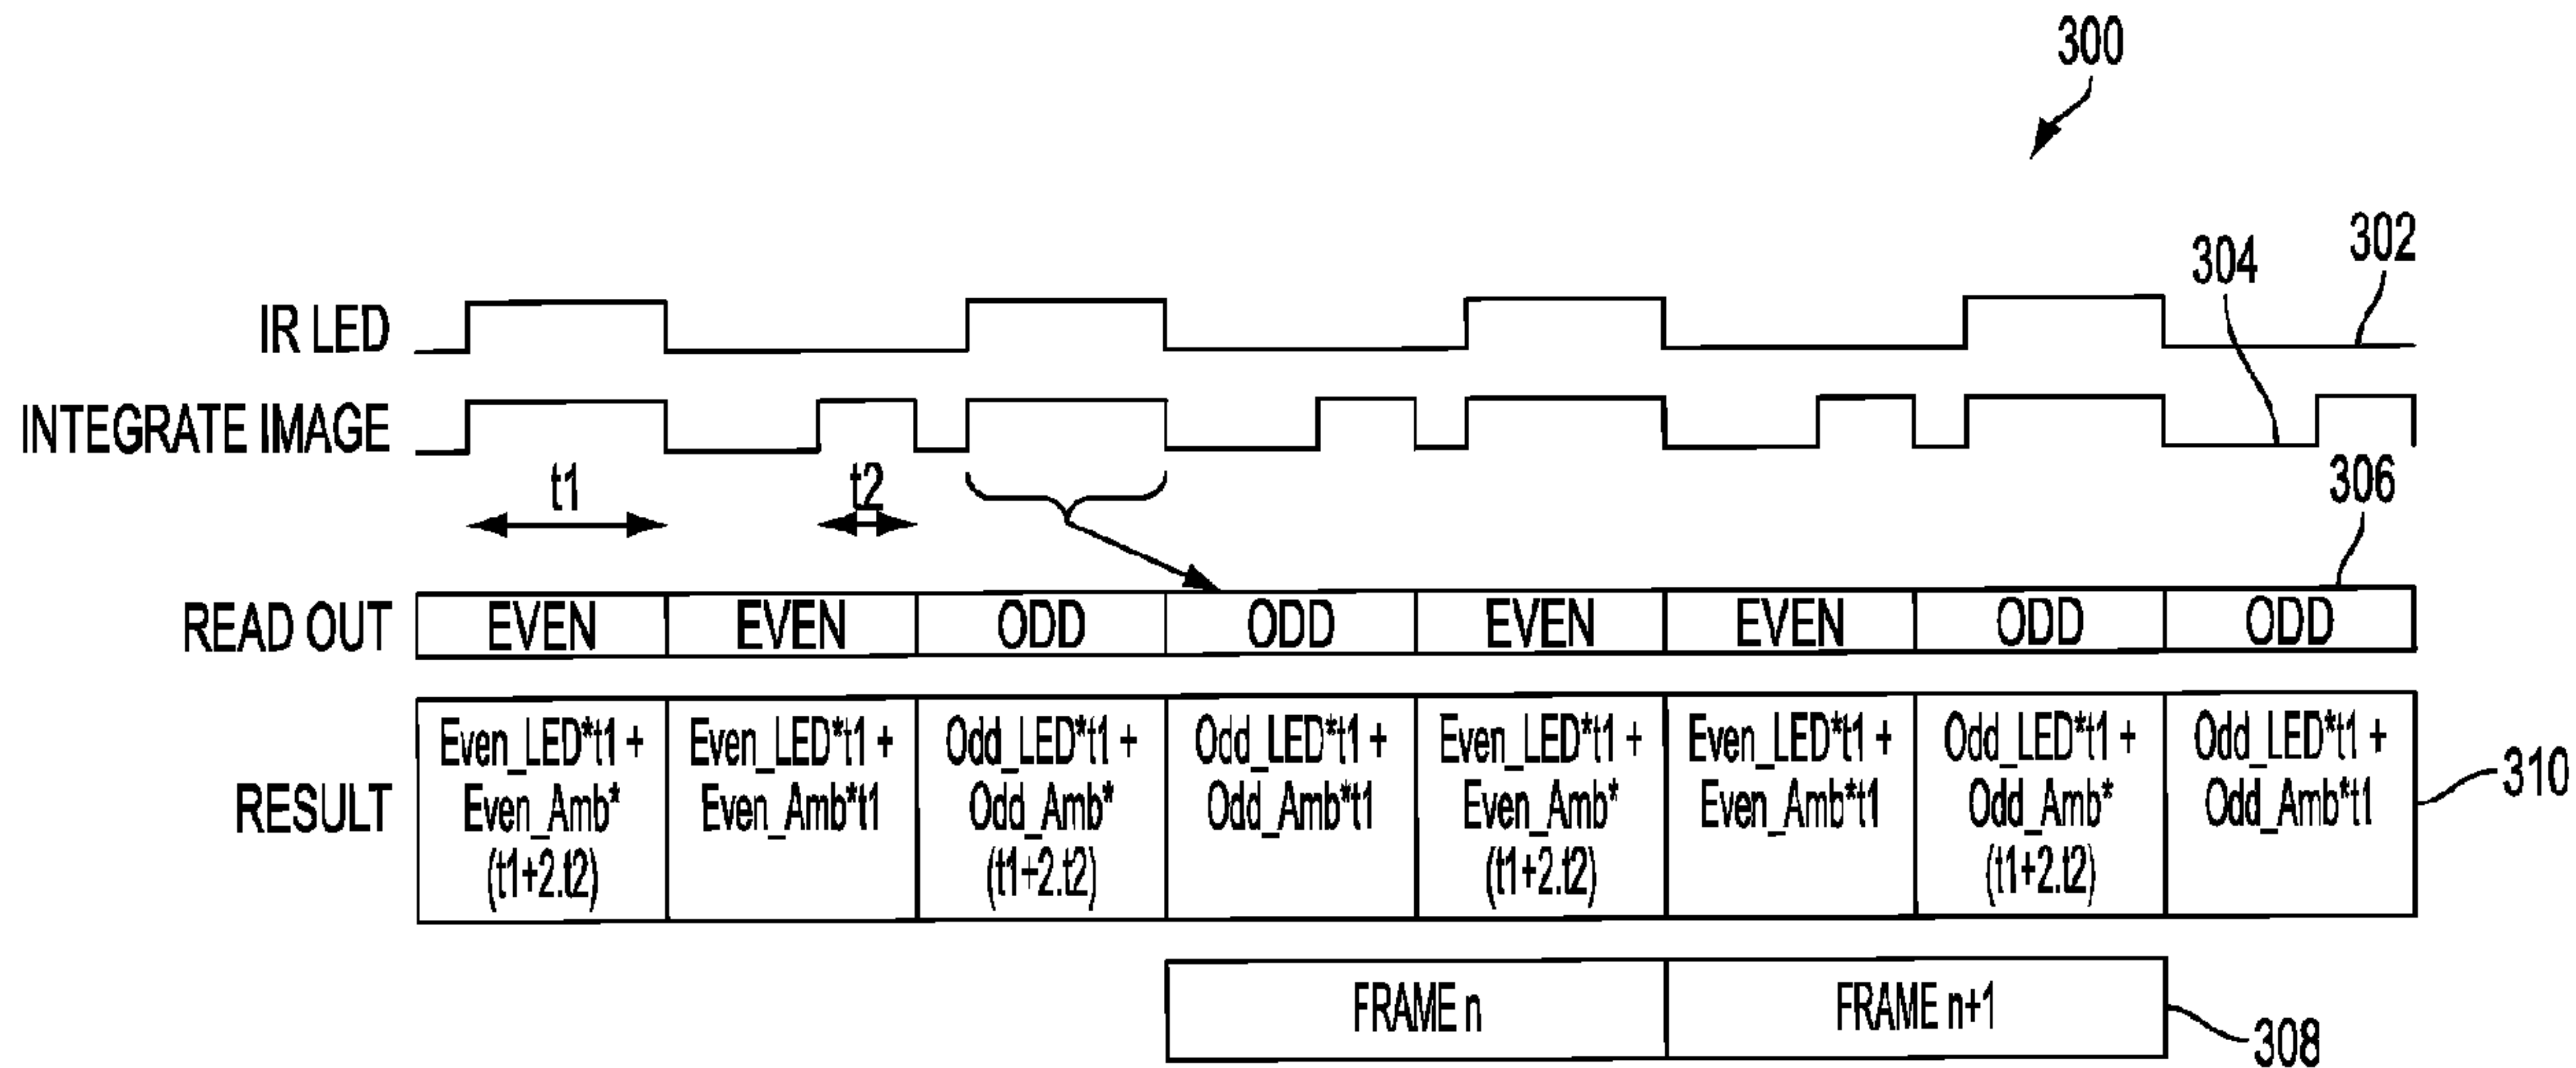 300
302
304
IR LED
INTEGRATE IMAGE
t1
t2
306
READ OUT
EVEN
EVEN
ODD
ODD
EVEN
EVEN
ODD
ODD
RESULT
Even_LED*t1 +
Even_Amb*
(t1+2.t2)
Even_LED*t1 +
Even_Amb*t1
Odd_LED*t1 +
Odd_Amb*
(t1+2.t2)
Odd_LED*t1 +
Odd_Amb*t1
Even_LED*t1 +
Even_Amb*
(t1+2.t2)
Even_LED*t1 +
Even_Amb*t1
Odd_LED*t1 +
Odd_Amb*
(t1+2.t2)
Odd_LED*t1 +
Odd_Amb*t1
310
FRAME n
FRAME n+1
308